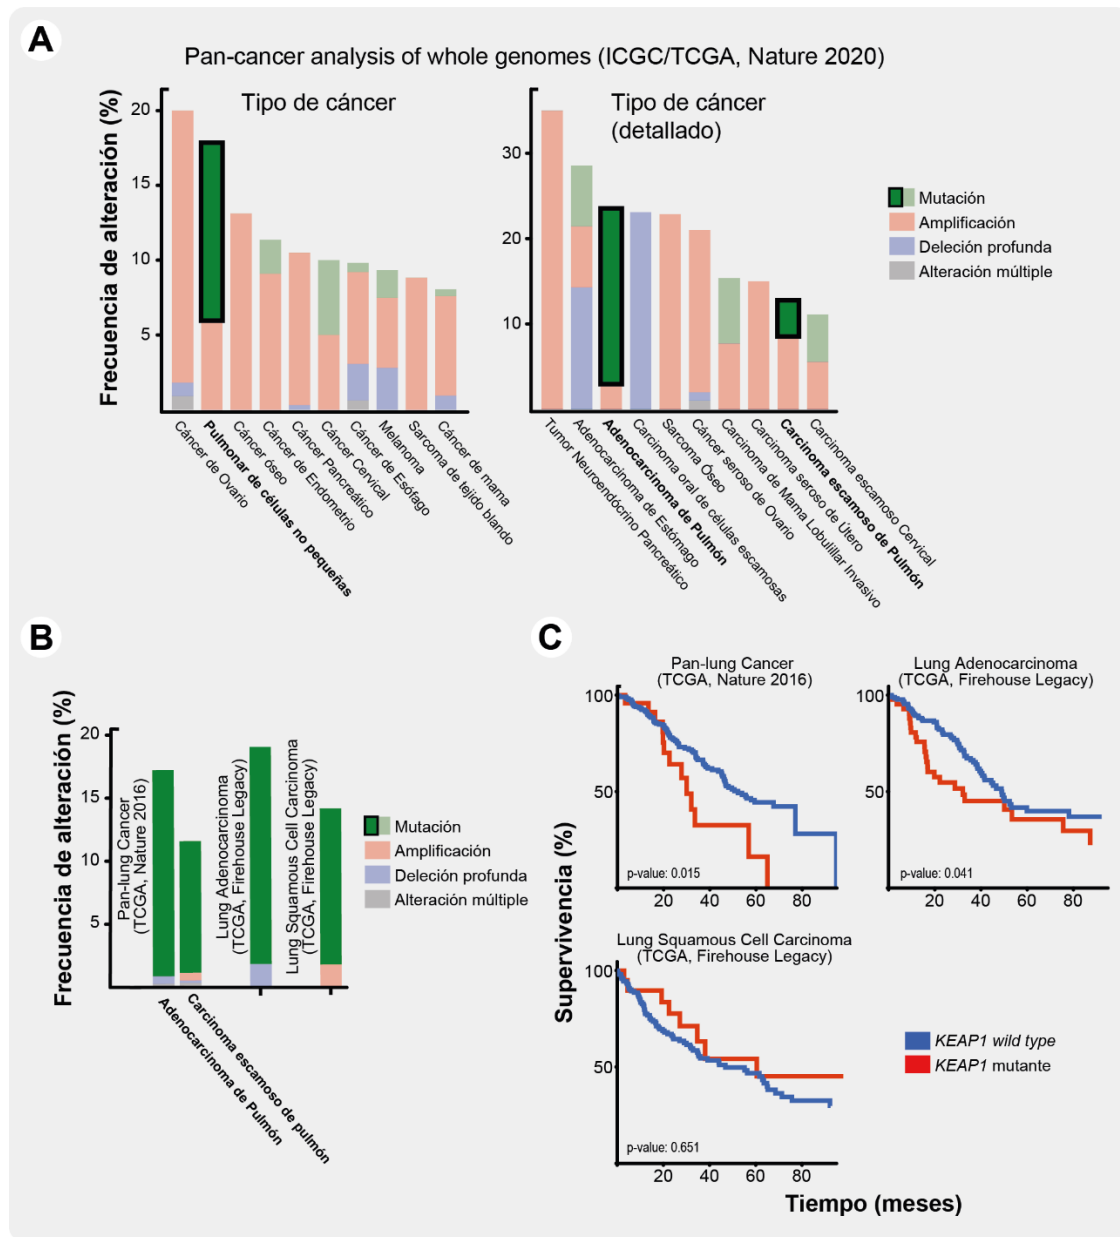 A
Pan-cancer analysis of whole genomes (ICGC/TCGA, Nature 2020)
Frecuencia de alteración (%)
Tipo de cáncer
20
15
10
5
Cáncer de Ovario
Pulmonar de células no pequeñas
Cáncer óseo
Cáncer de Endometrio
Cáncer Pancreático
Cáncer Cervical
Cáncer de Esófago
Melanoma
Sarcoma de tejido blando
Cáncer de mama
Tipo de cáncer
(detallado)
30
20
10
Tumor Neuroendócrino Pancreático
Adenocarcinoma de Estómago
Adenocarcinoma de Pulmón
Carcinoma oral de células escamosas
Sarcoma Óseo
Cáncer seroso de Ovario
Carcinoma de Mama Lobulillar Invasivo
Carcinoma seroso de Útero
Carcinoma escamoso de Pulmón
Carcinoma escamoso Cervical
Mutación
Amplificación
Deleción profunda
Alteración múltiple
B
Frecuencia de alteración (%)
20
15
10
5
Pan-lung Cancer
(TCGA, Nature 2016)
Lung Adenocarcinoma
(TCGA, Firehouse Legacy)
Lung Squamous Cell Carcinoma
(TCGA, Firehouse Legacy)
Adenocarcinoma de Pulmón
Carcinoma escamoso de pulmón
Mutación
Amplificación
Deleción profunda
Alteración múltiple
C
Supervivencia (%)
Pan-lung Cancer
(TCGA, Nature 2016)
100
50
p-value: 0.015
20 40 60 80
Lung Adenocarcinoma
(TCGA, Firehouse Legacy)
100
50
p-value: 0.041
20 40 60 80
Lung Squamous Cell Carcinoma
(TCGA, Firehouse Legacy)
100
50
p-value: 0.651
20 40 60 80
KEAP1 wild type
KEAP1 mutante
Tiempo (meses)